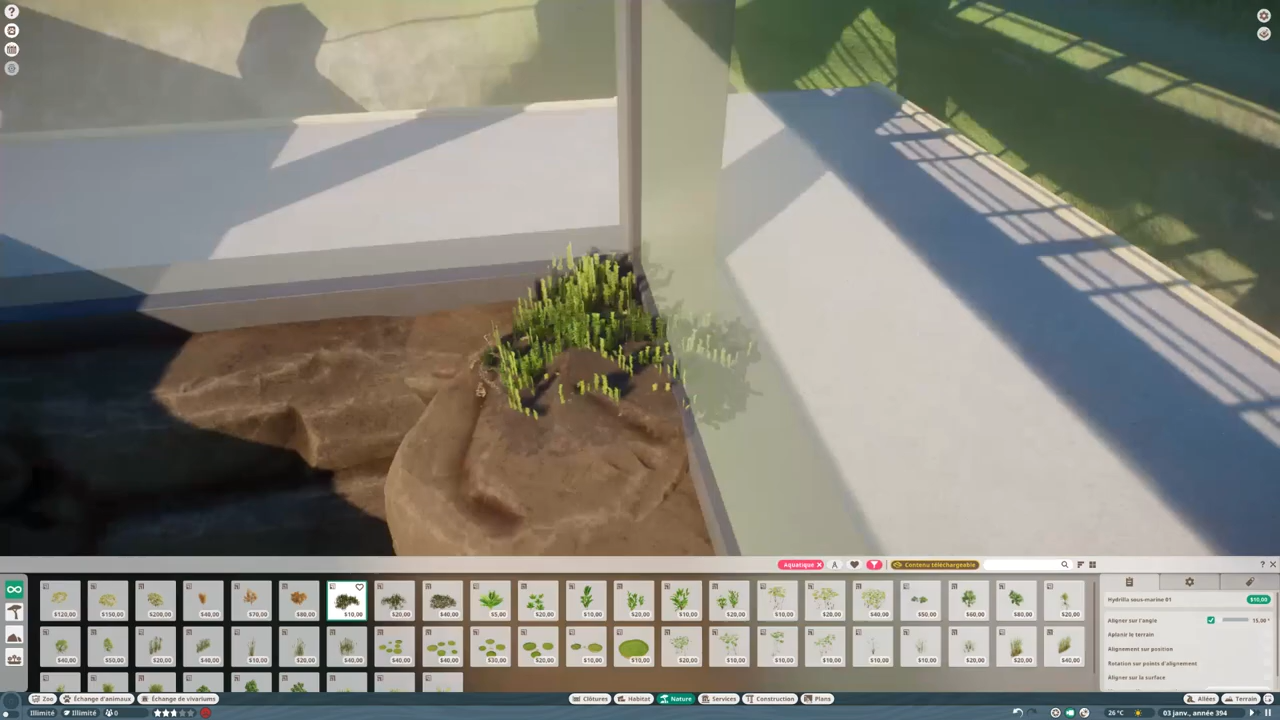 Aquatique ×
A
Contenu téléchargeable
? ×
$120,00 $150,00 $200,00 $40,00 $70,00 $80,00 $10,00 $20,00 $40,00 $5,00 $20,00 $10,00 $20,00 $10,00 $20,00 $10,00 $20,00 $40,00 $50,00 $60,00 $80,00 $20,00
Hydrilla sous-marine 01 $10,00
Aligner sur l'angle 15,00°
Aplanir le terrain
$40,00 $50,00 $20,00 $40,00 $10,00 $20,00 $40,00 $40,00 $40,00 $30,00 $20,00 $10,00 $10,00 $20,00 $10,00 $10,00 $20,00 $10,00 $10,00 $20,00 $20,00 $40,00
Alignement sur position
Rotation sur points d'alignement
Aligner sur la surface
Zoo Échange d'animaux Échange de vivariums Clôtures Habitat Nature Services Construction Plans Allées Terrain
Illimité Illimité 0 26 °C 03 janv., année 394